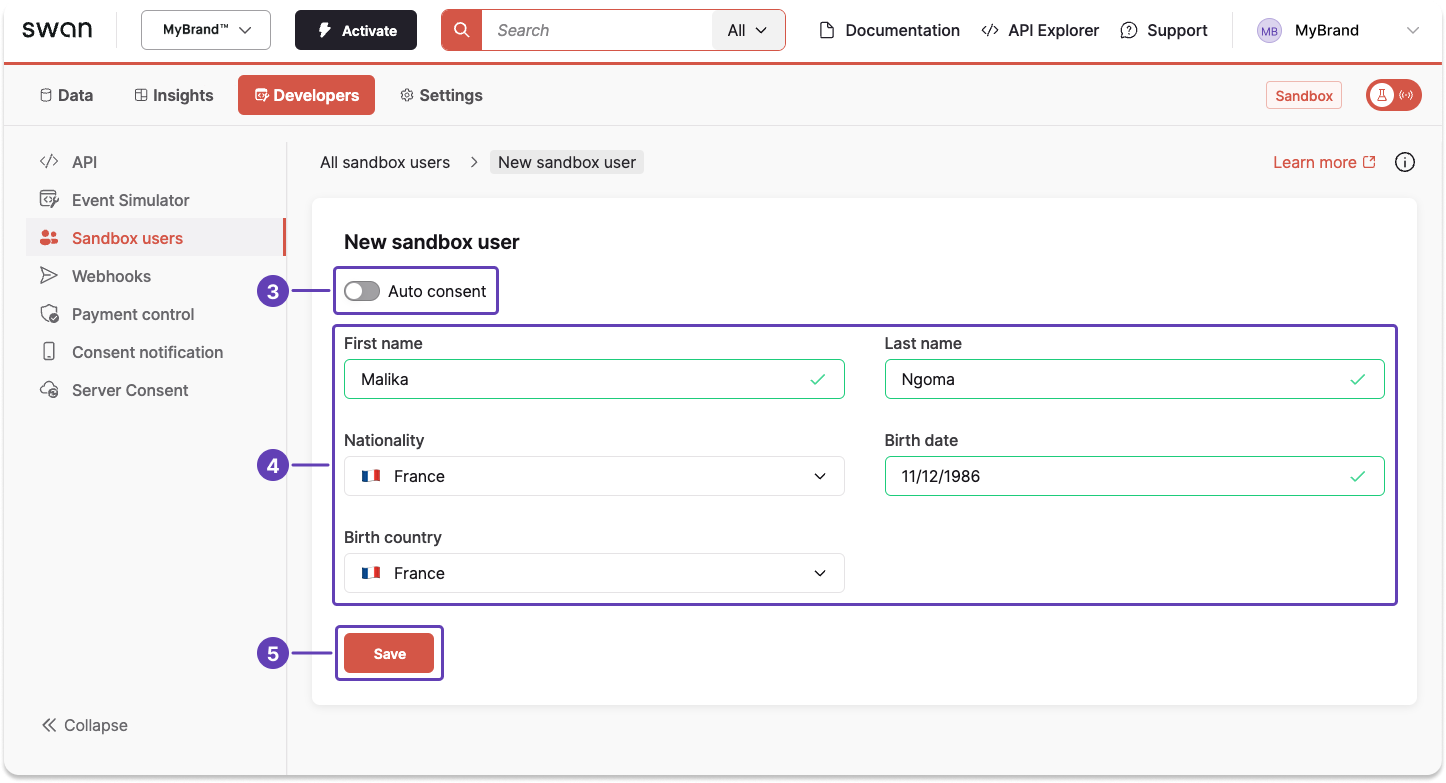 swan
MyBrand™
Activate
Search
All
Documentation
API Explorer
Support
MB
MyBrand
Data
Insights
Developers
Settings
Sandbox
API
Event Simulator
Sandbox users
Webhooks
Payment control
Consent notification
Server Consent
Collapse
All sandbox users
New sandbox user
Learn more
New sandbox user
3
Auto consent
4
First name
Malika
Last name
Ngoma
Nationality
France
Birth date
11/12/1986
Birth country
France
5
Save